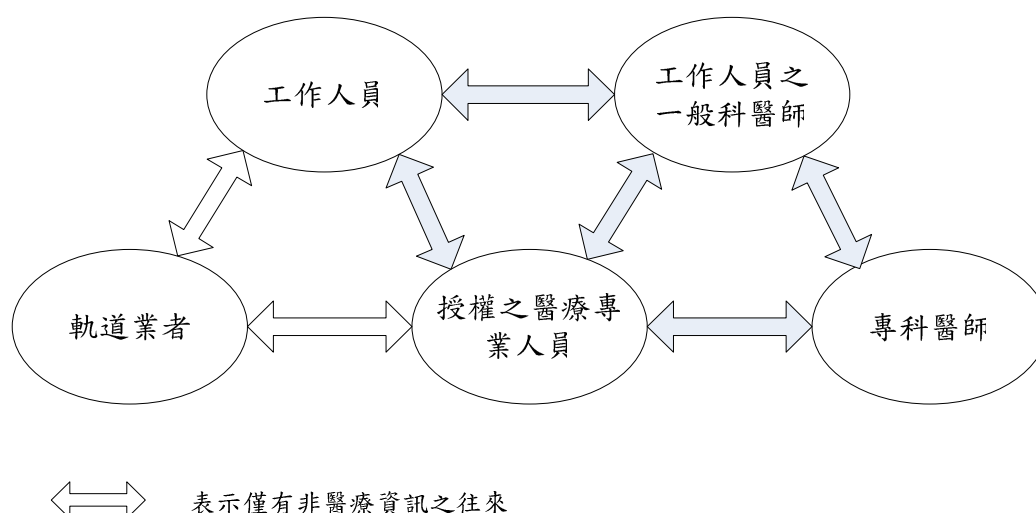 工作人員
工作人員之
一般科醫師
軌道業者
授權之醫療專
業人員
專科醫師
表示僅有非醫療資訊之往來